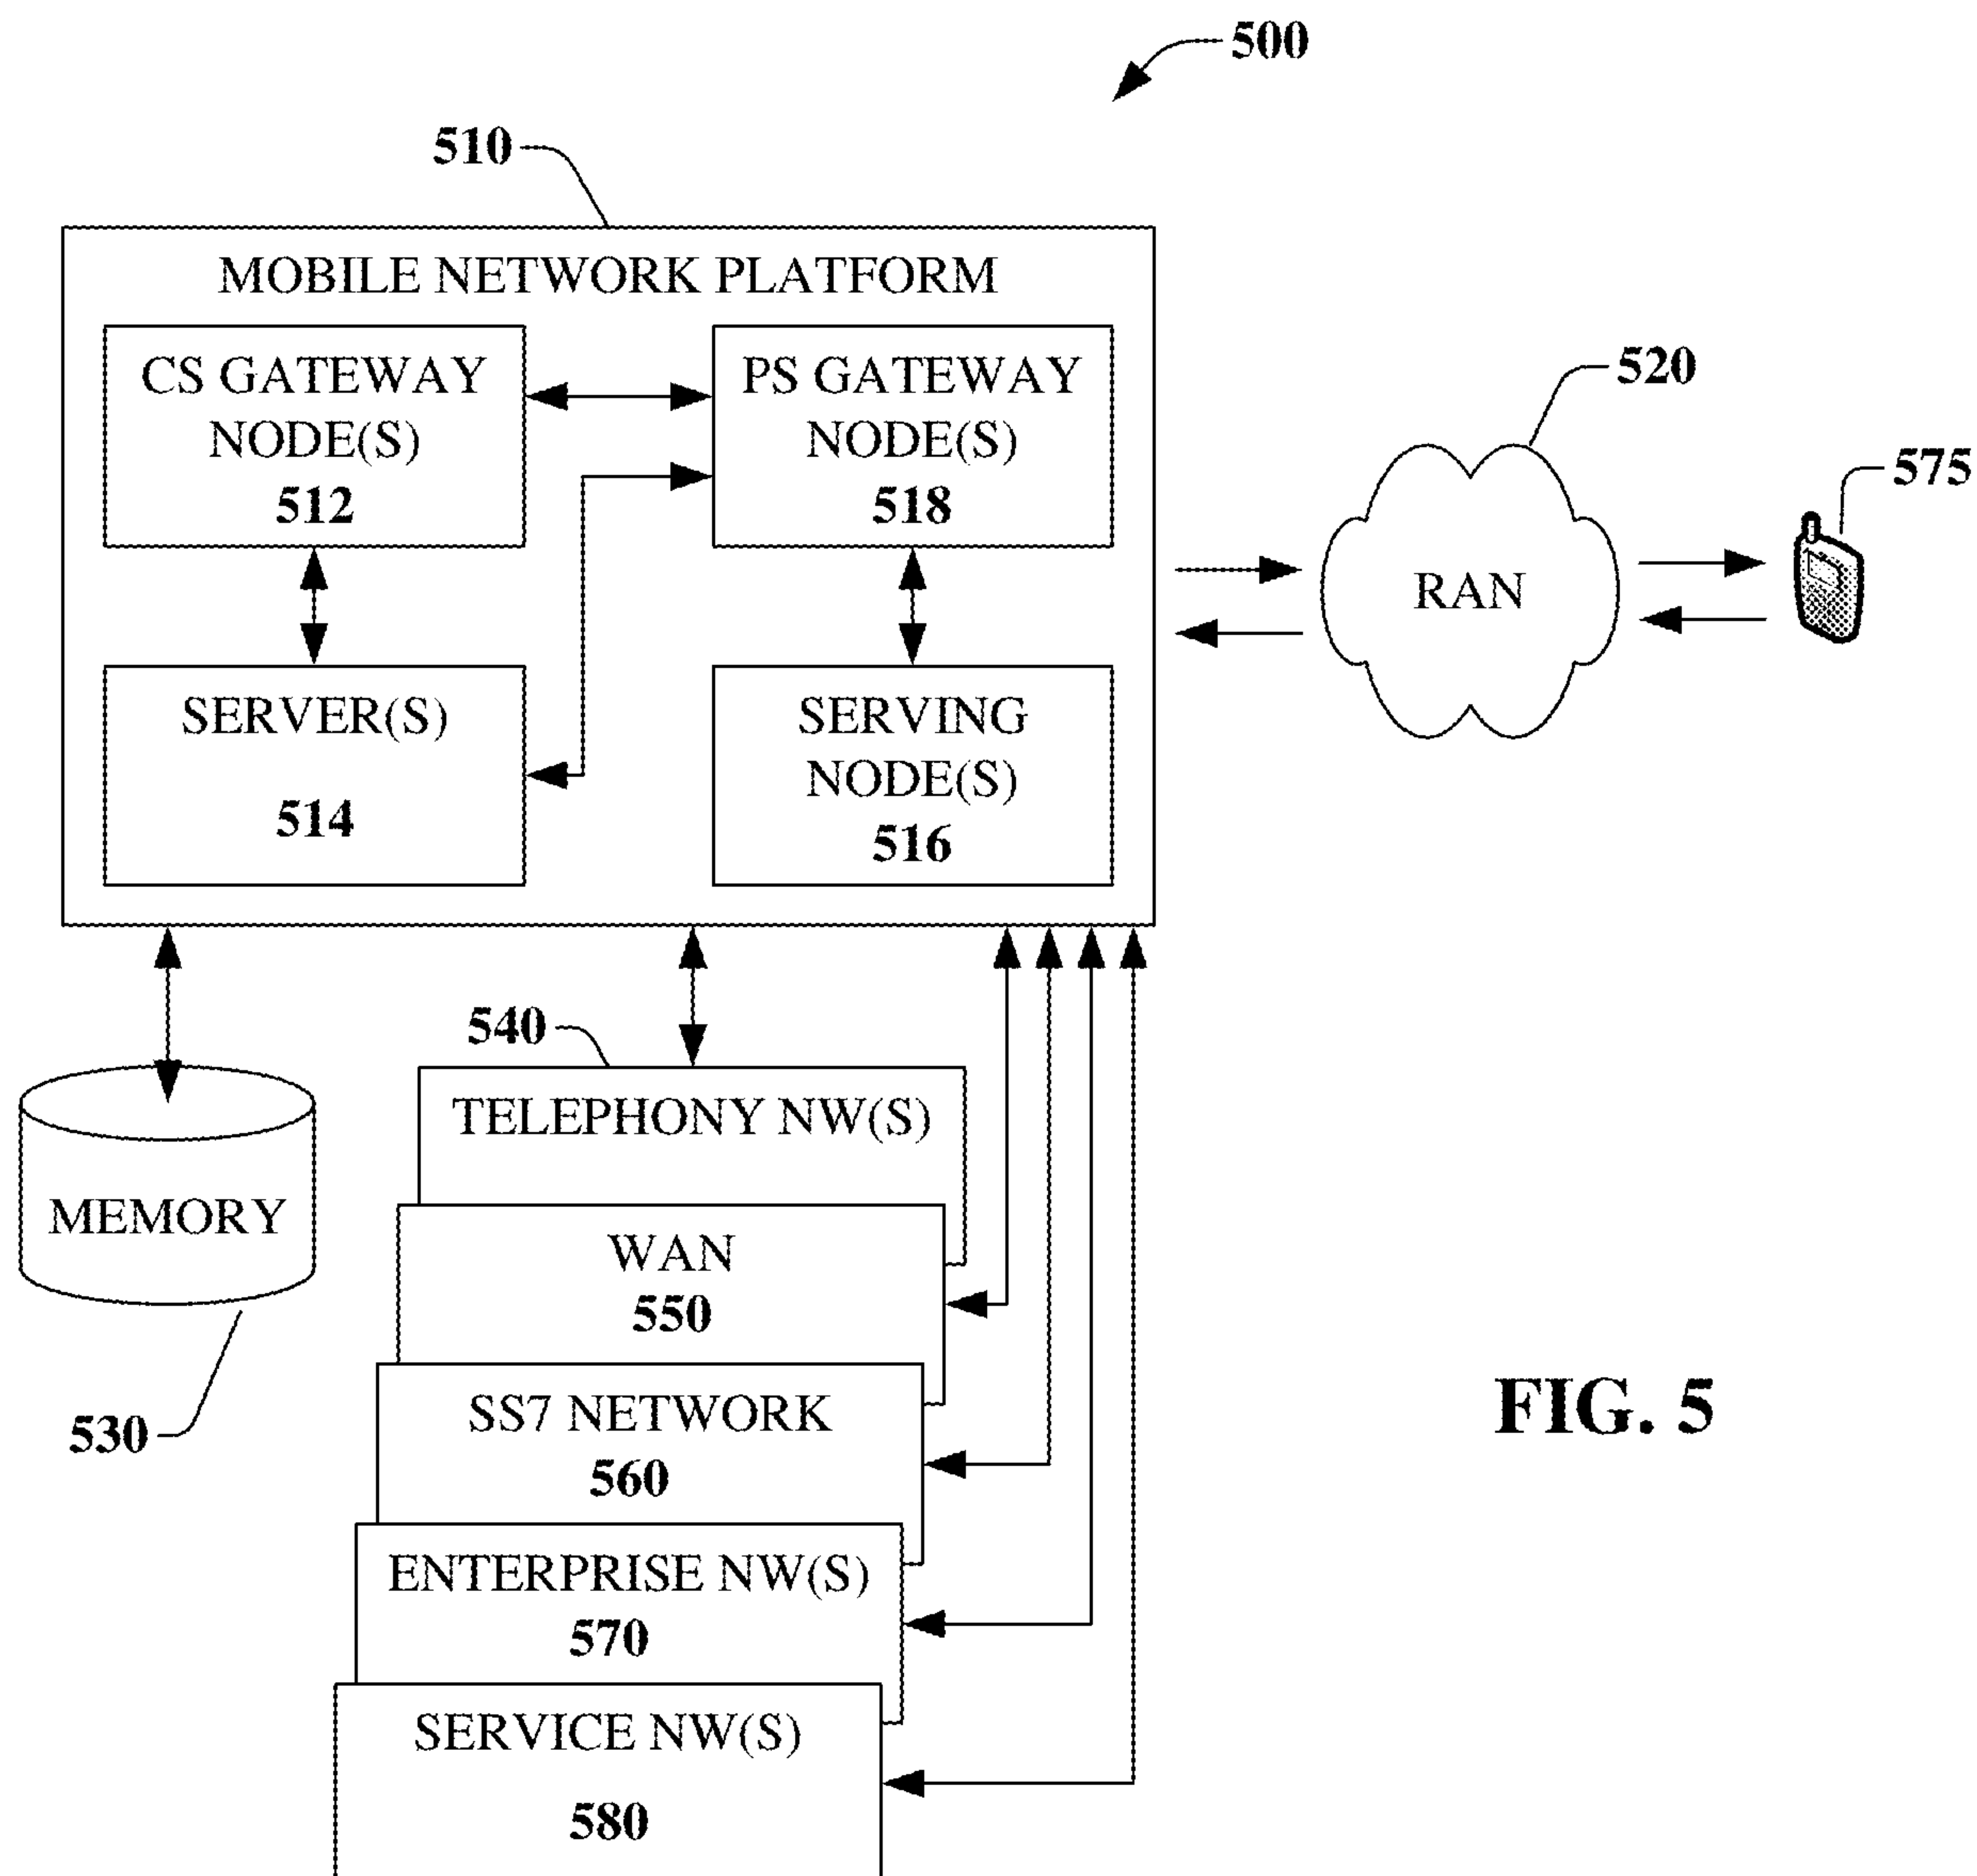 500
510
MOBILE NETWORK PLATFORM
CS GATEWAY
NODE(S)
512
PS GATEWAY
NODE(S)
518
SERVER(S)
514
SERVING
NODE(S)
516
520
RAN
575
540
TELEPHONY NW(S)
MEMORY
530
WAN
550
SS7 NETWORK
560
ENTERPRISE NW(S)
570
SERVICE NW(S)
580
FIG. 5